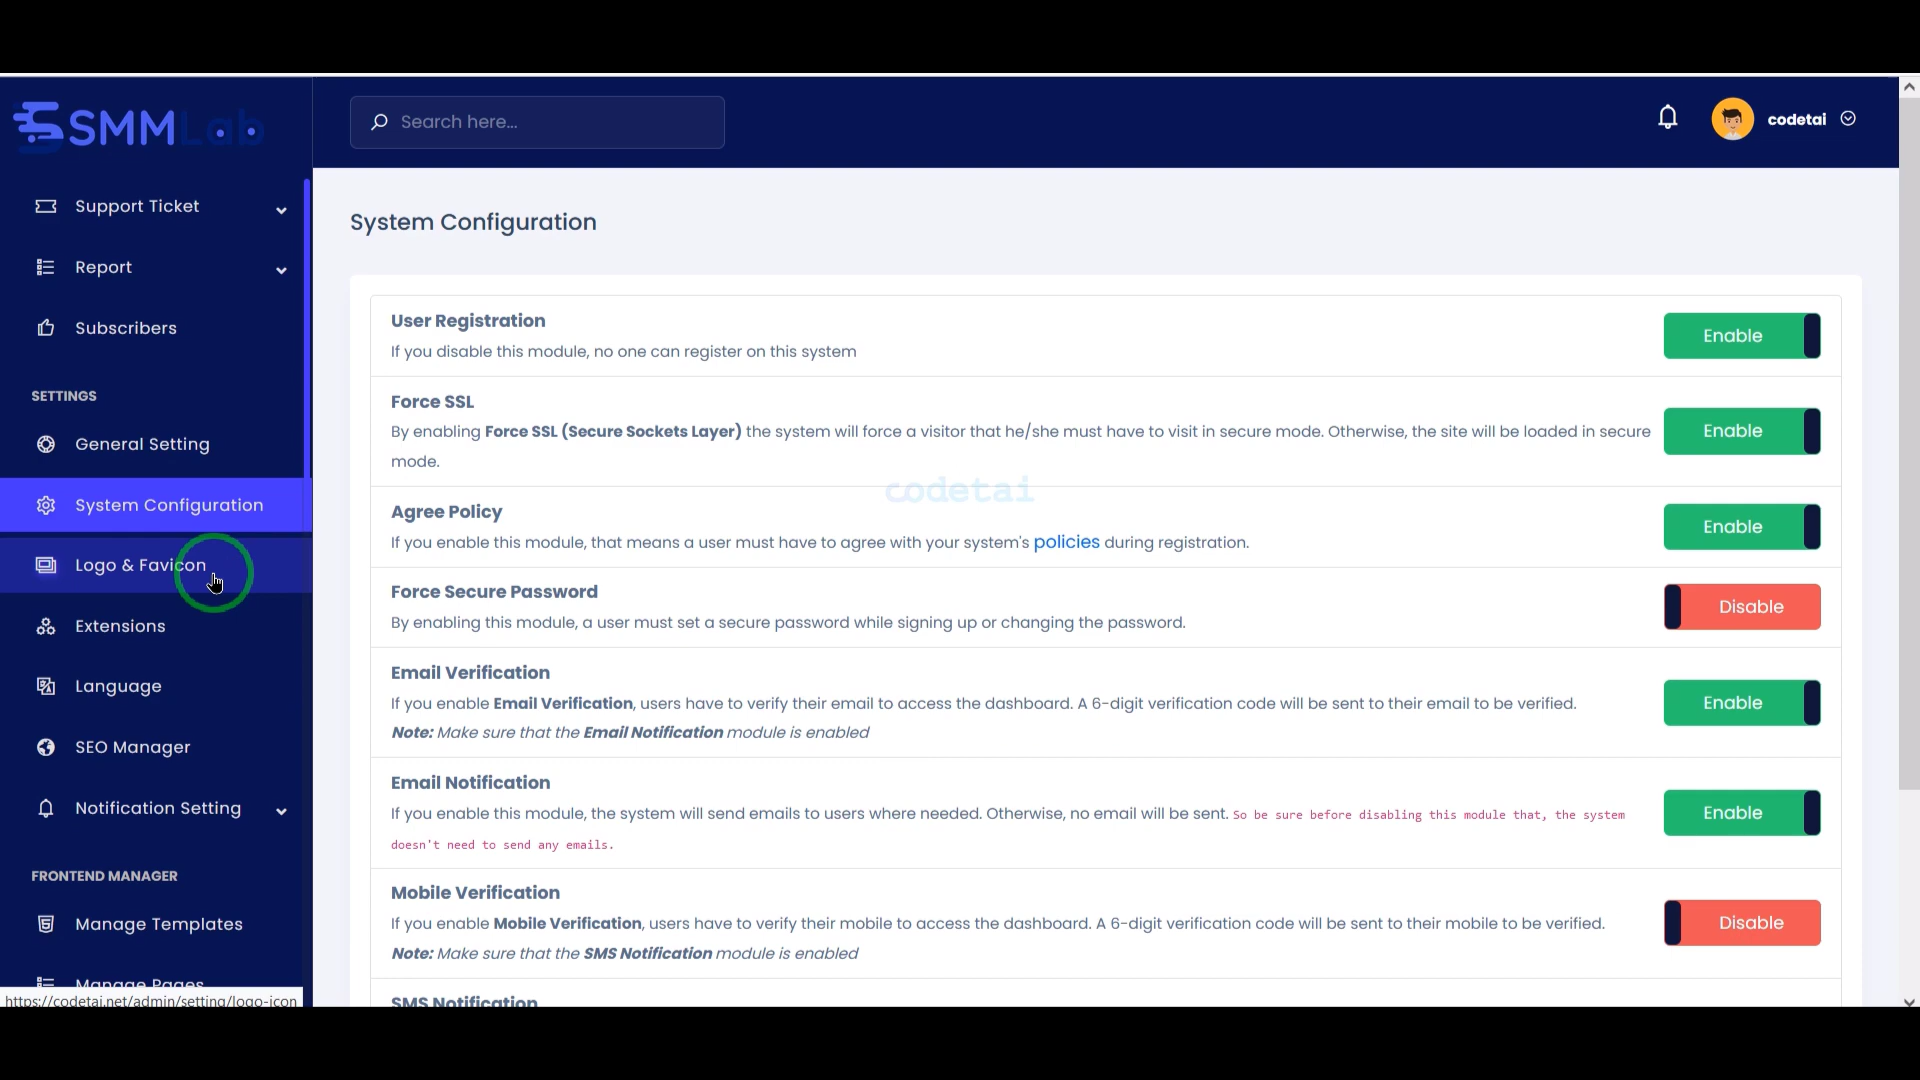 SMMLab
Search here...
codetai
Support Ticket
Report
Subscribers
SETTINGS
General Setting
System Configuration
Logo & Favicon
Extensions
Language
SEO Manager
Notification Setting
FRONTEND MANAGER
Manage Templates
Manage Pages
https://codetai.net/admin/setting/logo-icon
System Configuration
User Registration
If you disable this module, no one can register on this system
Enable
Force SSL
By enabling Force SSL (Secure Sockets Layer) the system will force a visitor that he/she must have to visit in secure mode. Otherwise, the site will be loaded in secure
mode.
Enable
codetai
Agree Policy
If you enable this module, that means a user must have to agree with your system's policies during registration.
Enable
Force Secure Password
By enabling this module, a user must set a secure password while signing up or changing the password.
Disable
Email Verification
If you enable Email Verification, users have to verify their email to access the dashboard. A 6-digit verification code will be sent to their email to be verified.
Note: Make sure that the Email Notification module is enabled
Enable
Email Notification
If you enable this module, the system will send emails to users where needed. Otherwise, no email will be sent. So be sure before disabling this module that, the system
doesn't need to send any emails.
Enable
Mobile Verification
If you enable Mobile Verification, users have to verify their mobile to access the dashboard. A 6-digit verification code will be sent to their mobile to be verified.
Note: Make sure that the SMS Notification module is enabled
Disable
SMS Notification